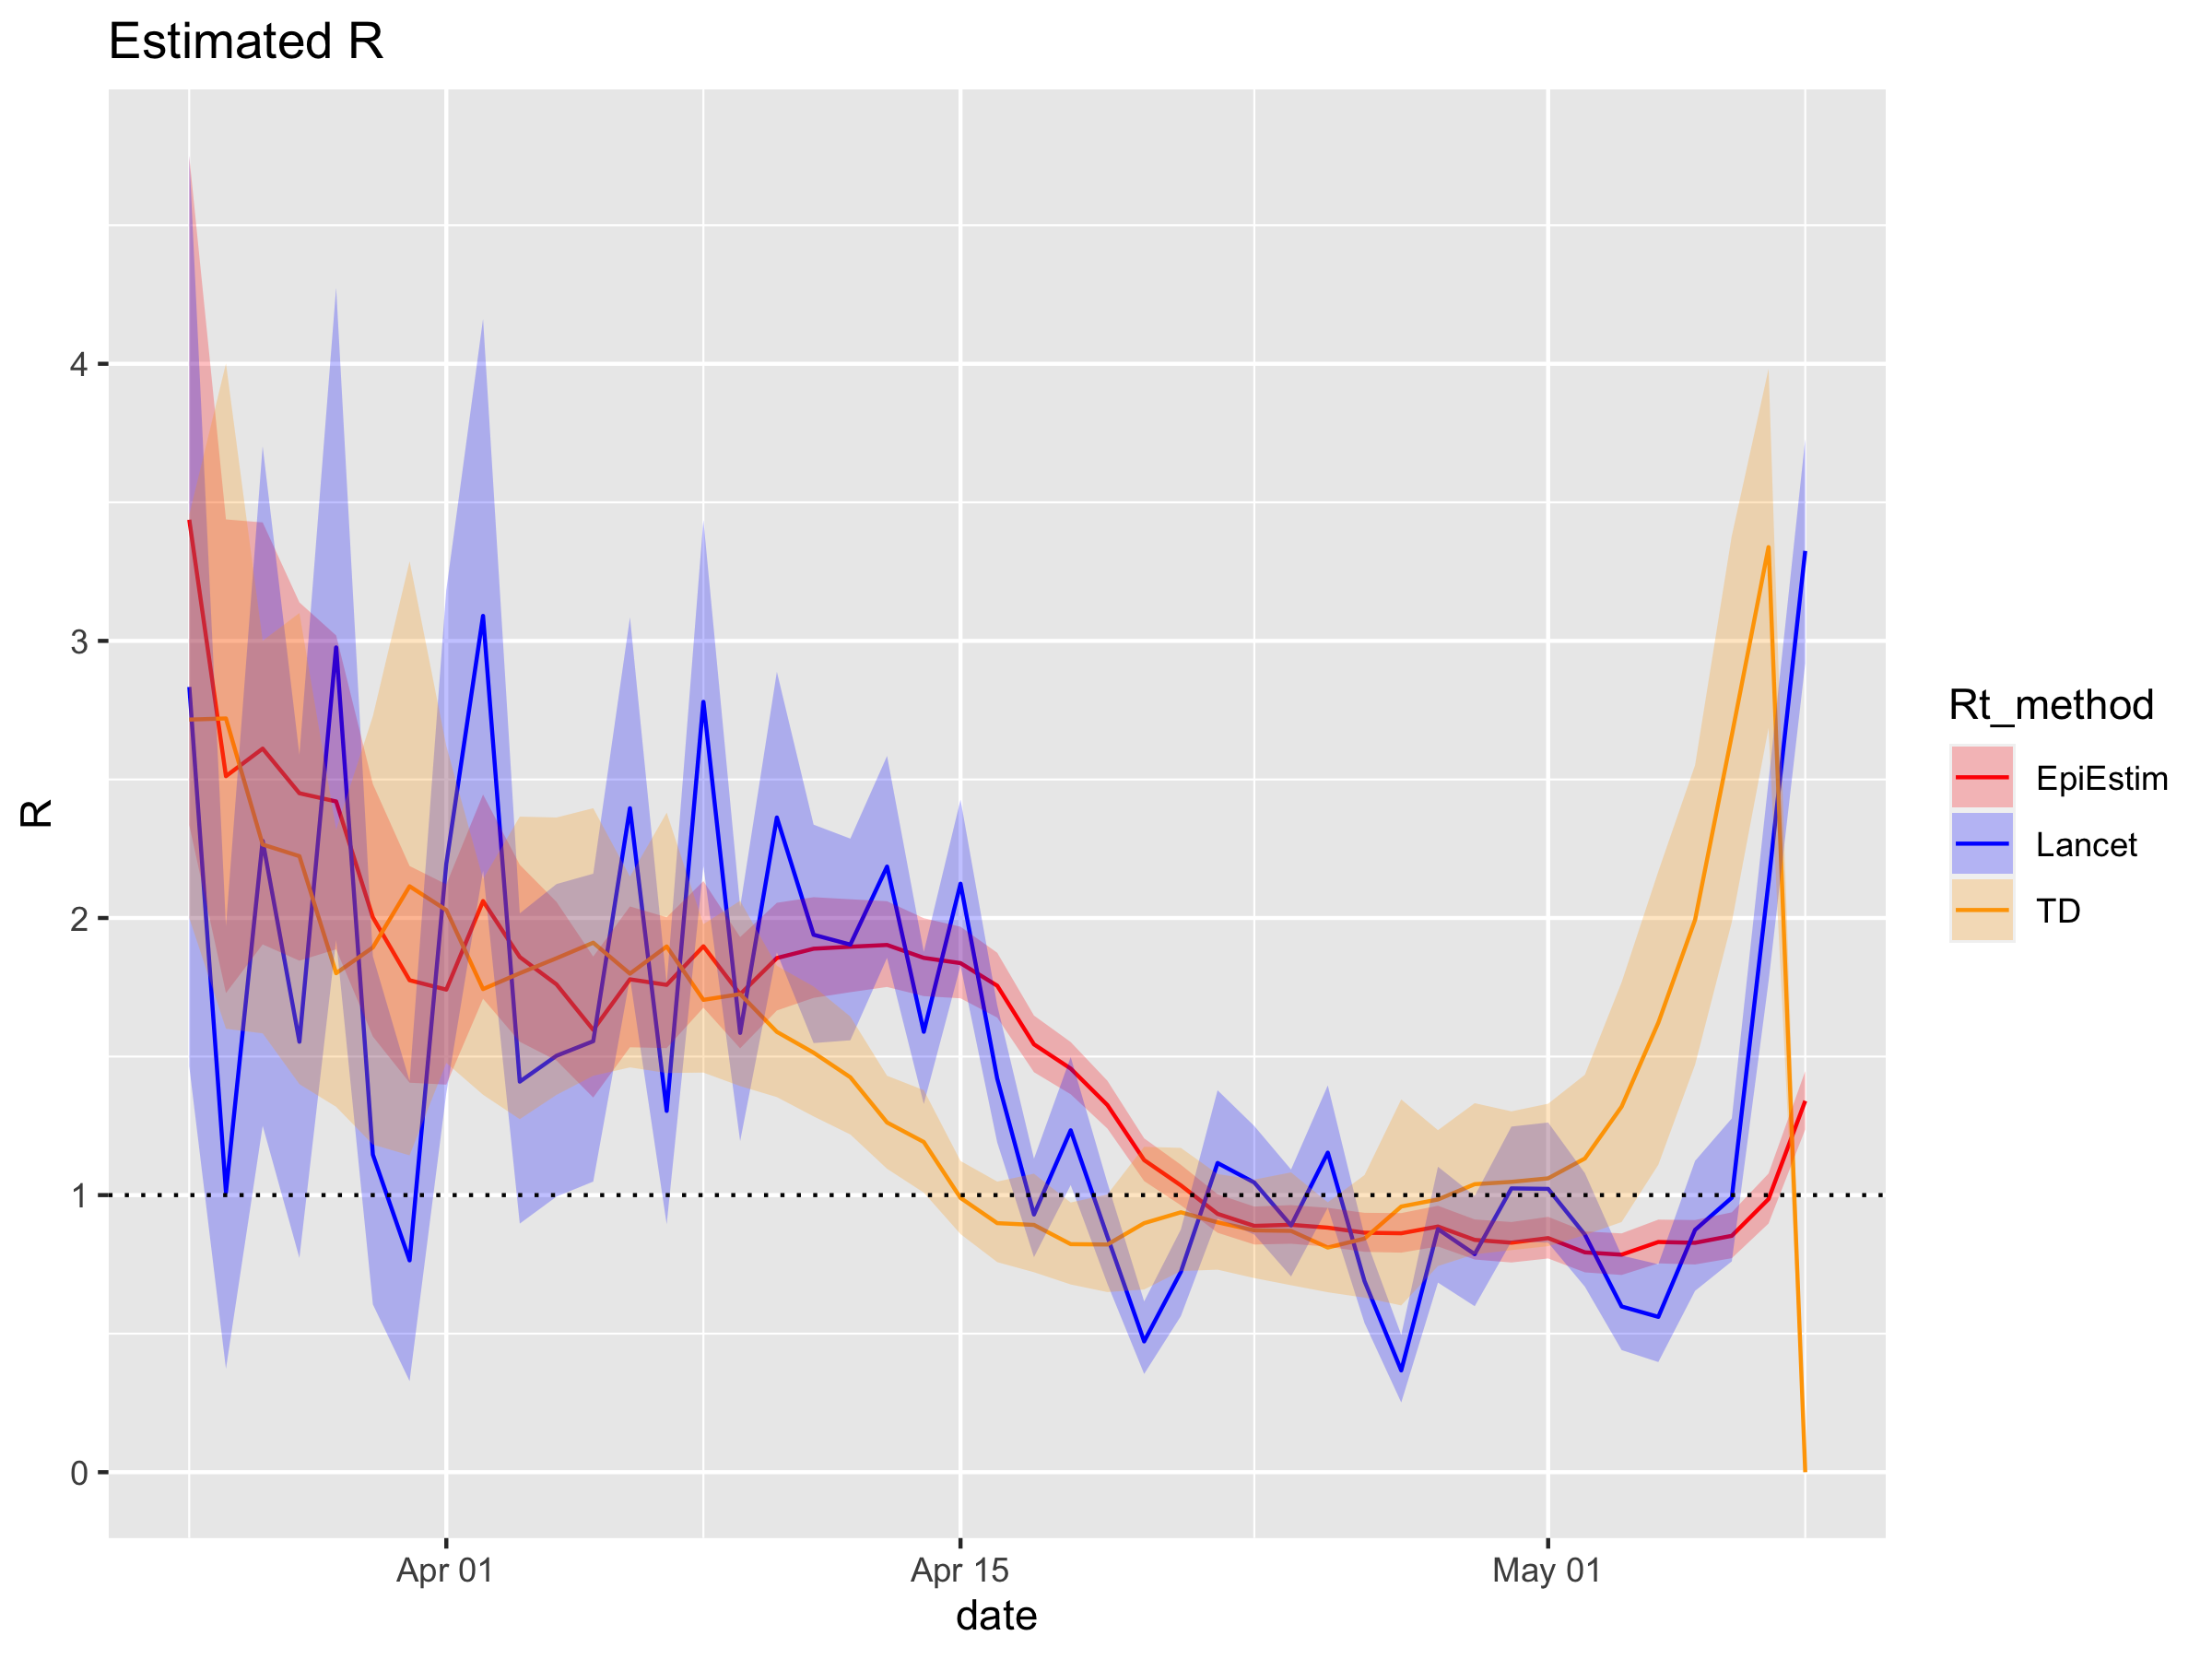 Estimated R
4
3
2
1
0
R
Apr 01
Apr 15
May 01
date
Rt_method
EpiEstim
Lancet
TD